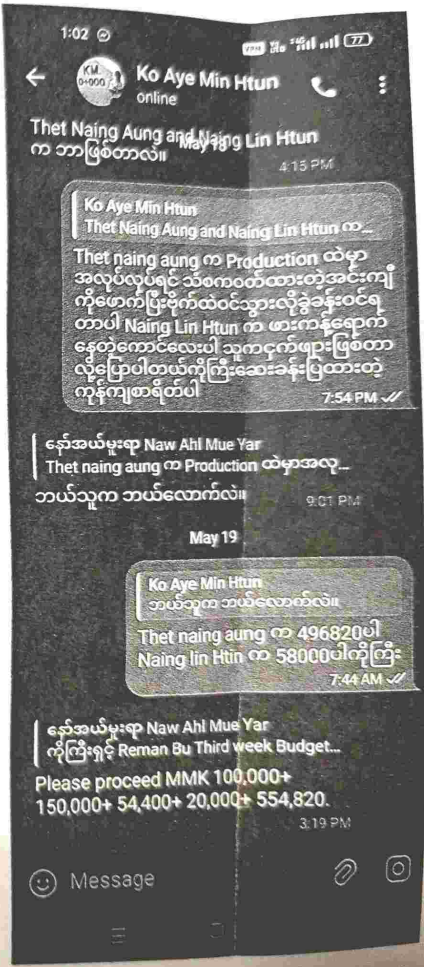 1:02
77
KM
0+000
Ko Aye Min Htun
online
May 18
Thet Naing Aung and Naing Lin Htun
က ဘာဖြစ်တာလဲ။
4:15 PM
Ko Aye Min Htun
Thet Naing Aung and Naing Lin Htun က...
Thet naing aung က Production ထဲမှာ
အလုပ်လုပ်ရင် သံစကဝတ်ထားတဲ့အင်းကျီ
ကိုဖောက်ပြီးဗိုက်ထဲဝင်သွားလို့ခွဲခန်းဝင်ရ
တာပါ Naing Lin Htun က ဖားကန့်ရောက်
နေတဲ့ကောင်လေးပါ သူကငှက်ဖျားဖြစ်တာ
လို့ပြောပါတယ်ကိုကြီးဆေးခန်းပြထားတဲ့
ကုန်ကျစာရိတ်ပါ
7:54 PM
နော်အယ်မူးရာ Naw Ahl Mue Yar
Thet naing aung က Production ထဲမှာအလု...
ဘယ်သူက ဘယ်လောက်လဲ။
9:01 PM
May 19
Ko Aye Min Htun
ဘယ်သူက ဘယ်လောက်လဲ။
Thet naing aung က 496820ပါ
Naing lin Htin က 58000ပါကိုကြီး
7:44 AM
နော်အယ်မူးရာ Naw Ahl Mue Yar
ကိုကြီးရှင့် Reman Bu Third week Budget...
Please proceed MMK 100,000+
150,000+ 54,400+ 20,000+ 554,820.
3:19 PM
Message